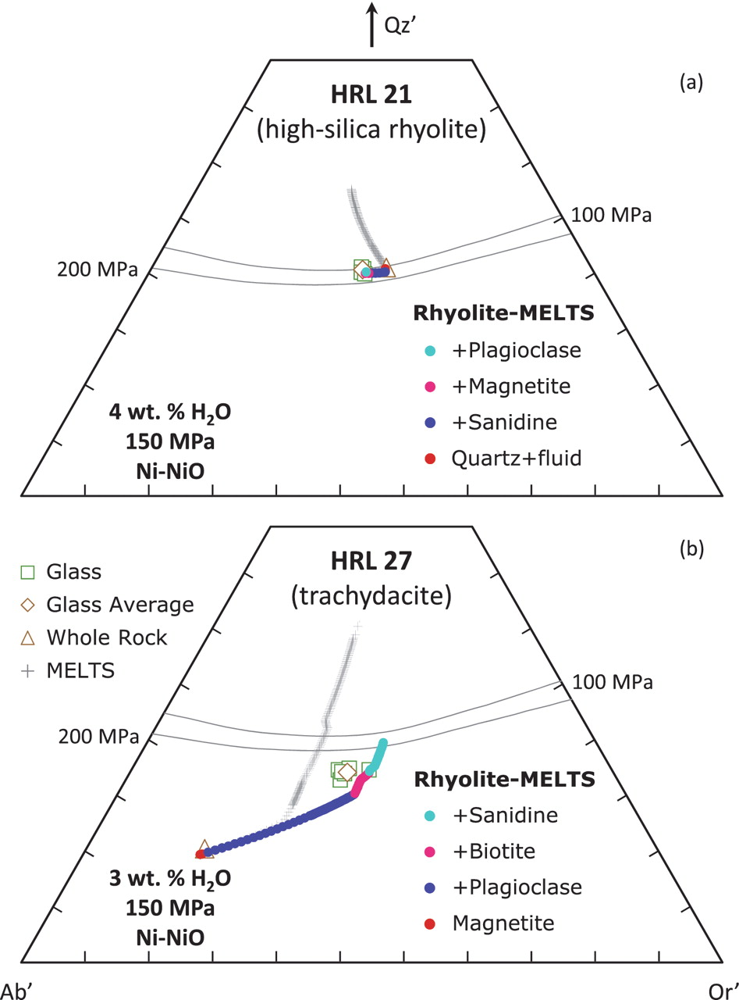 Qz’
(a)
HRL 21
(high-silica rhyolite)
100 MPa
200 MPa
Rhyolite-MELTS
+Plagioclase
+Magnetite
+Sanidine
Quartz+fluid
4 wt. % H₂O
150 MPa
Ni-NiO
(b)
HRL 27
(trachydacite)
Glass
Glass Average
Whole Rock
MELTS
100 MPa
200 MPa
Rhyolite-MELTS
+Sanidine
+Biotite
+Plagioclase
Magnetite
3 wt. % H₂O
150 MPa
Ni-NiO
Ab’
Or’